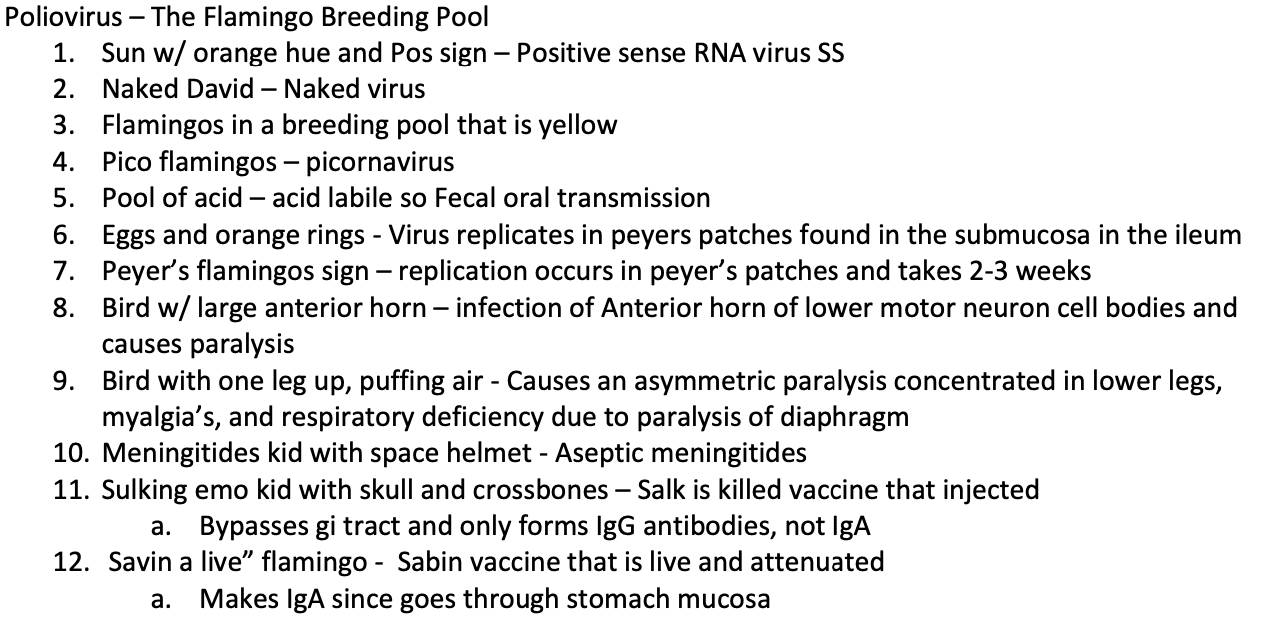 Poliovirus – The Flamingo Breeding Pool
1. Sun w/ orange hue and Pos sign – Positive sense RNA virus SS
2. Naked David – Naked virus
3. Flamingos in a breeding pool that is yellow
4. Pico flamingos – picornavirus
5. Pool of acid – acid labile so Fecal oral transmission
6. Eggs and orange rings - Virus replicates in peyers patches found in the submucosa in the ileum
7. Peyer’s flamingos sign – replication occurs in peyer’s patches and takes 2-3 weeks
8. Bird w/ large anterior horn – infection of Anterior horn of lower motor neuron cell bodies and
causes paralysis
9. Bird with one leg up, puffing air - Causes an asymmetric paralysis concentrated in lower legs,
myalgia’s, and respiratory deficiency due to paralysis of diaphragm
10. Meningitides kid with space helmet - Aseptic meningitides
11. Sulking emo kid with skull and crossbones – Salk is killed vaccine that injected
a. Bypasses gi tract and only forms IgG antibodies, not IgA
12. Savin a live” flamingo - Sabin vaccine that is live and attenuated
a. Makes IgA since goes through stomach mucosa